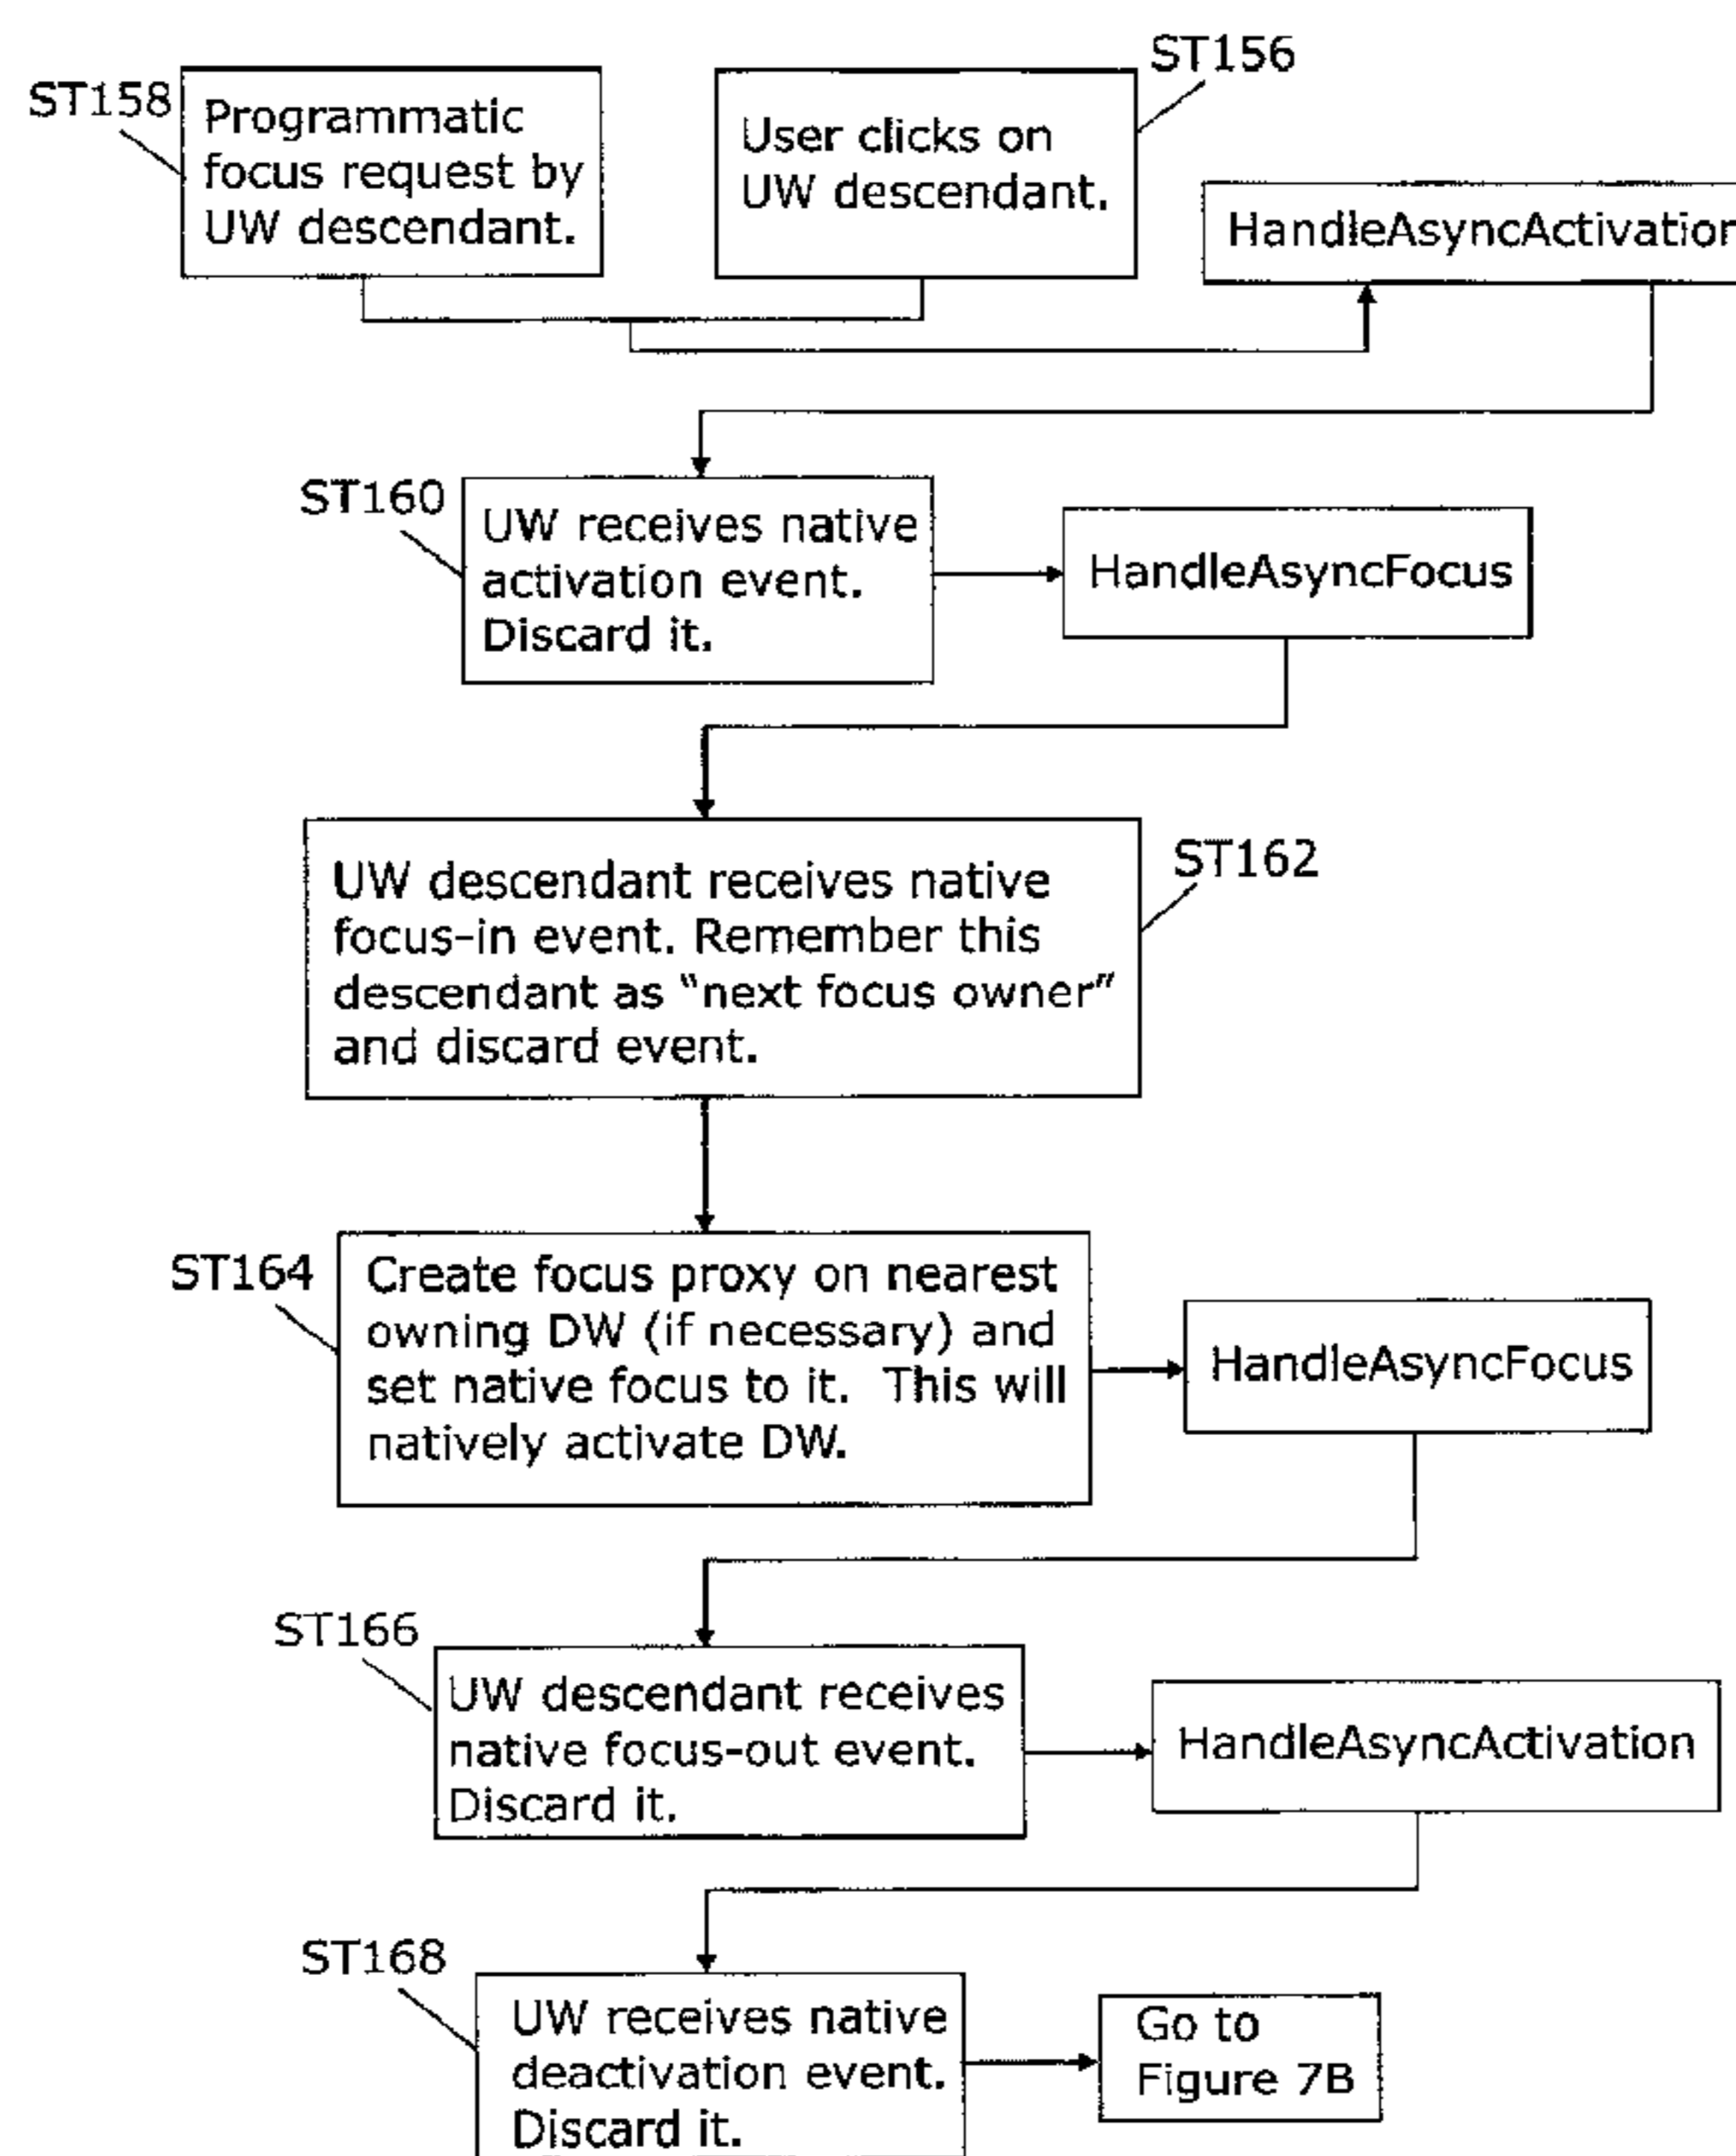 ST158
Programmatic
focus request by
UW descendant.
ST156
User clicks on
UW descendant.
HandleAsyncActivation
ST160
UW receives native
activation event.
Discard it.
HandleAsyncFocus
UW descendant receives native
focus-in event. Remember this
descendant as “next focus owner”
and discard event.
ST162
ST164
Create focus proxy on nearest
owning DW (if necessary) and
set native focus to it. This will
natively activate DW.
HandleAsyncFocus
ST166
UW descendant receives
native focus-out event.
Discard it.
HandleAsyncActivation
ST168
UW receives native
deactivation event.
Discard it.
Go to
Figure 7B